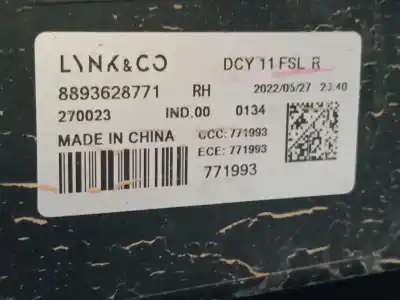 LYNK&CO DCY 11 FSL R
8893628771 RH 2022/05/27 20:40
270023 IND.00 0134
MADE IN CHINA CCC: 771993
ECE: 771993
771993